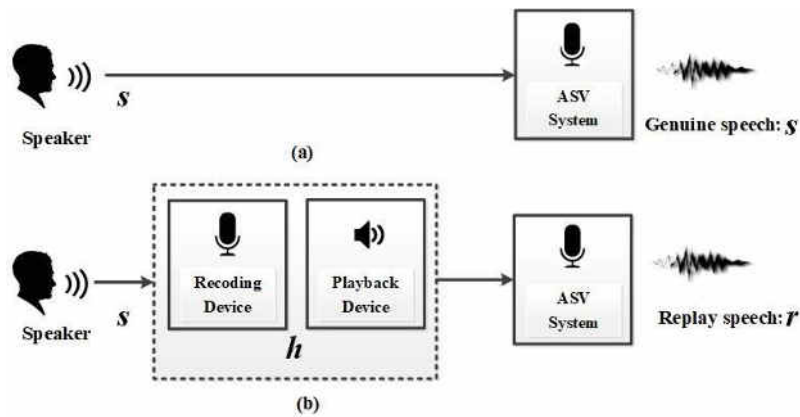 s
Speaker
ASV
System
Genuine speech: s
(a)
Recoding
Device
Playback
Device
h
s
Speaker
ASV
System
Replay speech: r
(b)